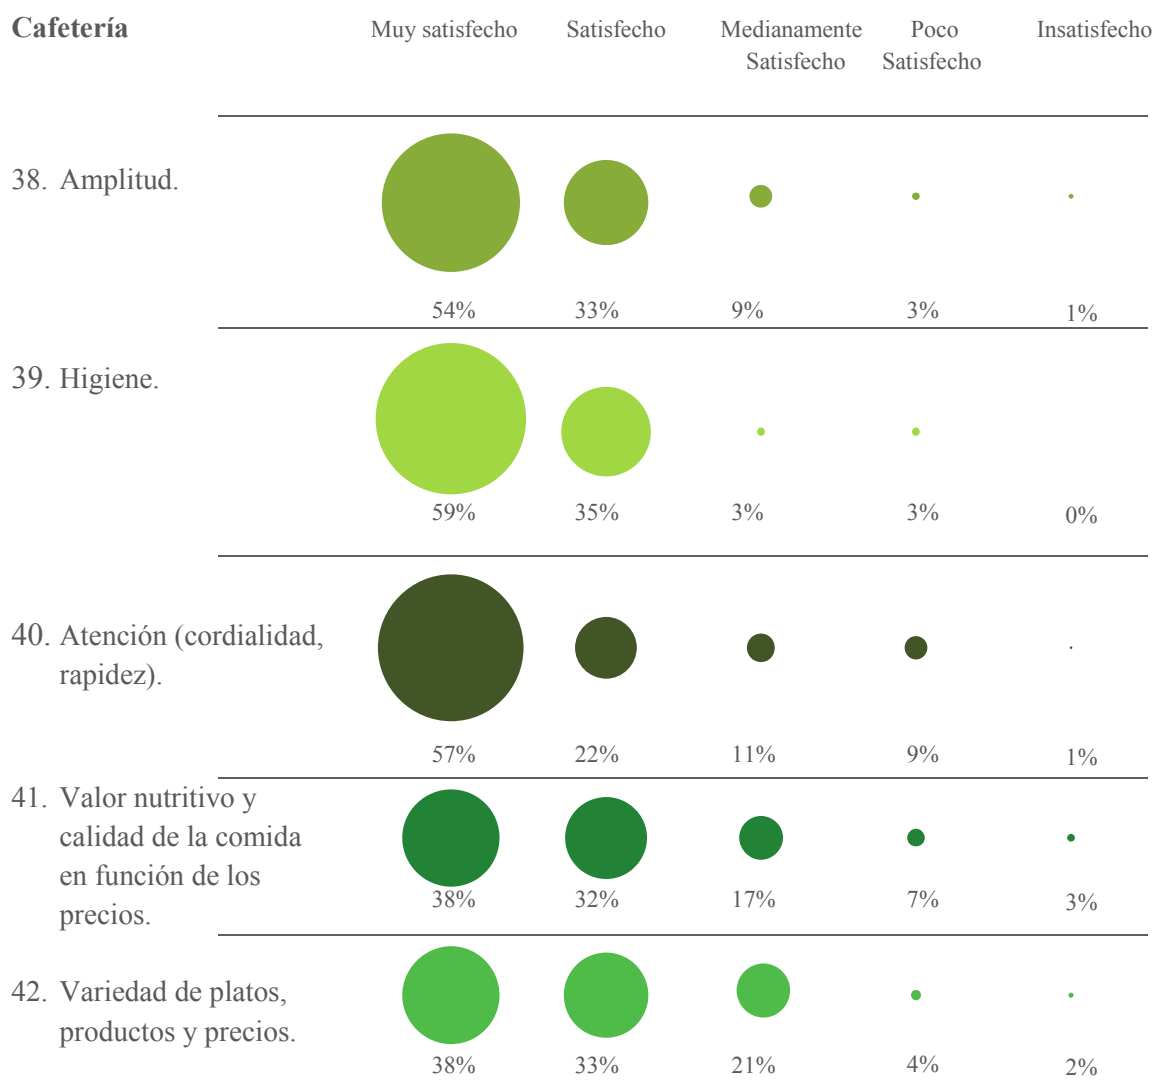 Cafetería Muy satisfecho Satisfecho Medianamente Satisfecho Poco Satisfecho Insatisfecho
38. Amplitud.
54% 33% 9% 3% 1%
39. Higiene.
59% 35% 3% 3% 0%
40. Atención (cordialidad,
rapidez).
57% 22% 11% 9% 1%
41. Valor nutritivo y
calidad de la comida
en función de los
precios.
38% 32% 17% 7% 3%
42. Variedad de platos,
productos y precios.
38% 33% 21% 4% 2%